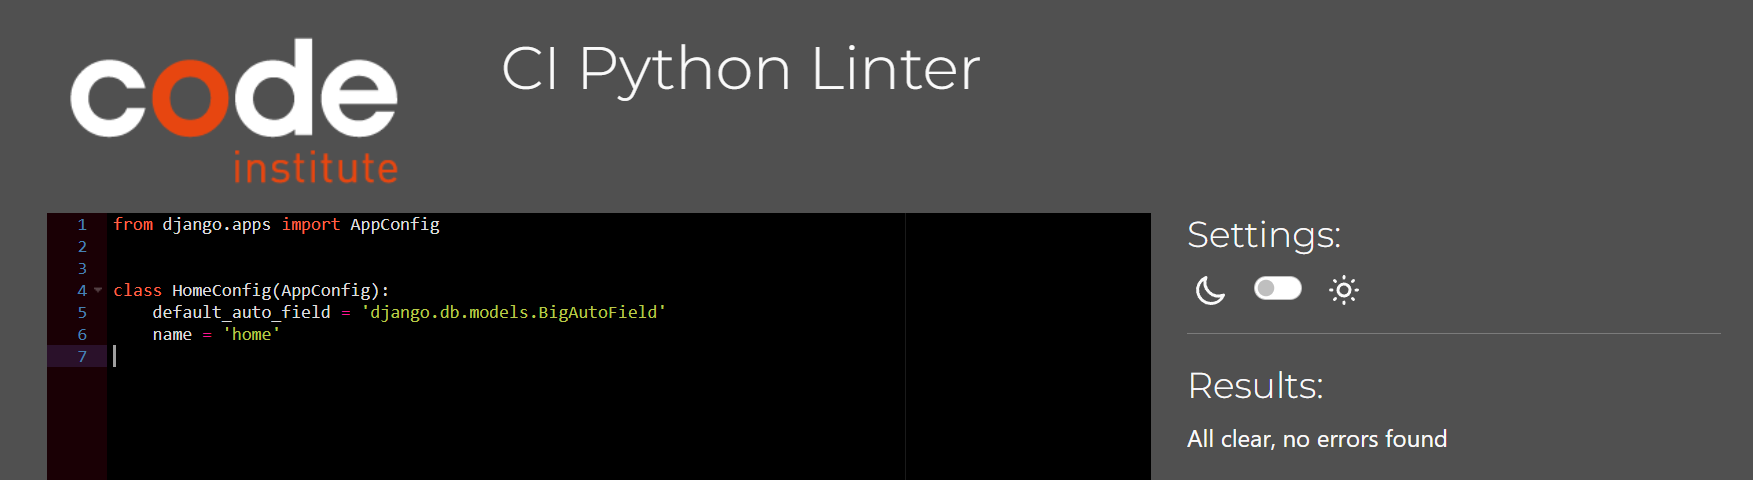 code
institute
CI Python Linter
1 from django.apps import AppConfig
2
3
4 class HomeConfig(AppConfig):
5     default_auto_field = 'django.db.models.BigAutoField'
6     name = 'home'
7
Settings:
Results:
All clear, no errors found